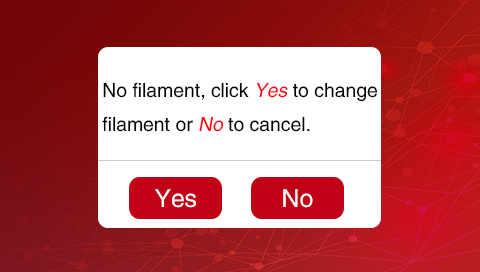 No filament, click Yes to change
filament or No to cancel.
Yes No